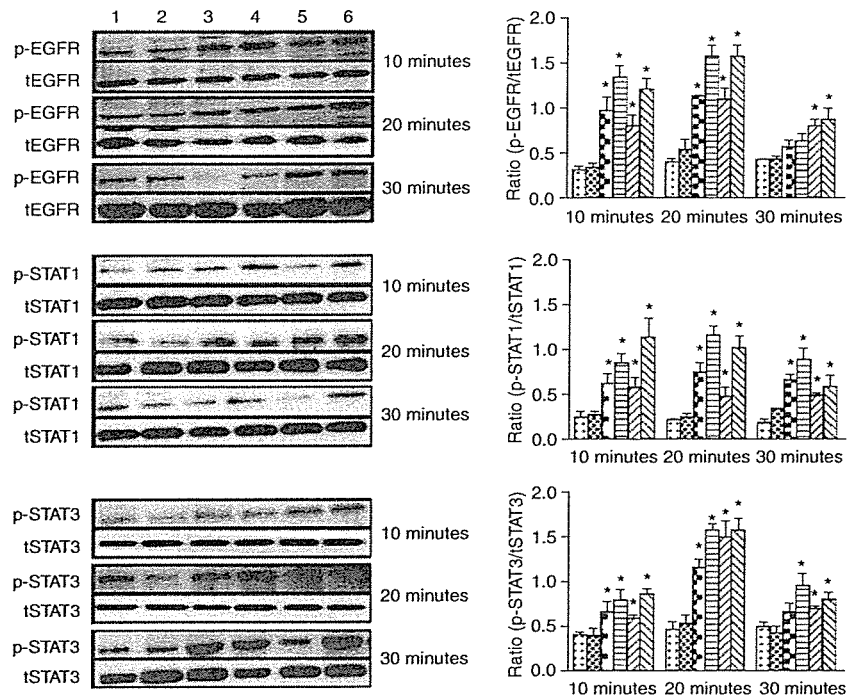 1 2 3 4 5 6
p-EGFR
tEGFR
10 minutes
p-EGFR
tEGFR
20 minutes
p-EGFR
tEGFR
30 minutes
Ratio (p-EGFR/tEGFR)
2.0
1.5
1.0
0.5
0.0
* * * *
* * * *
* *
10 minutes 20 minutes 30 minutes
p-STAT1
tSTAT1
10 minutes
p-STAT1
tSTAT1
20 minutes
p-STAT1
tSTAT1
30 minutes
Ratio (p-STAT1/tSTAT1)
2.0
1.5
1.0
0.5
0.0
* * * *
* * * *
* * * *
10 minutes 20 minutes 30 minutes
p-STAT3
tSTAT3
10 minutes
p-STAT3
tSTAT3
20 minutes
p-STAT3
tSTAT3
30 minutes
Ratio (p-STAT3/tSTAT3)
2.0
1.5
1.0
0.5
0.0
* * * *
* * * *
* * *
10 minutes 20 minutes 30 minutes